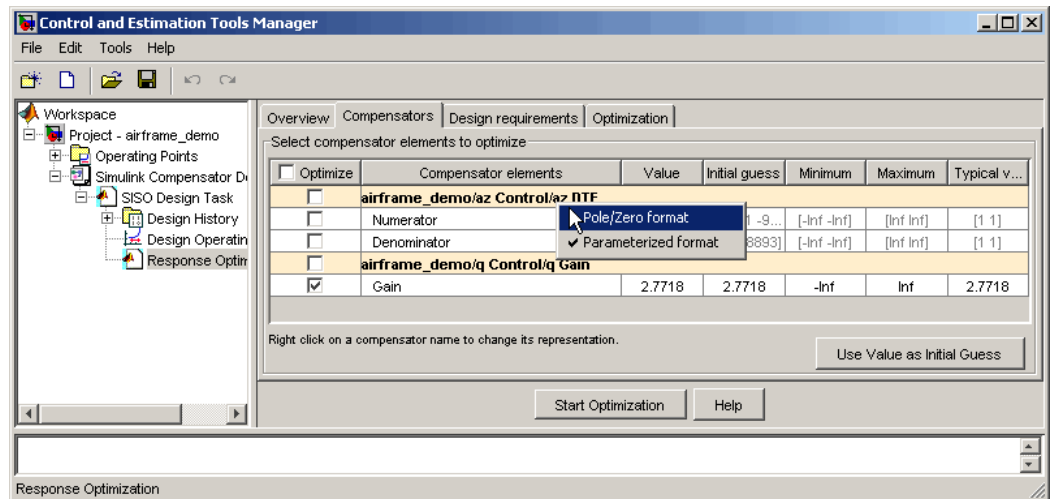 Control and Estimation Tools Manager
File Edit Tools Help
Workspace
Project - airframe_demo
Operating Points
Simulink Compensator De
SISO Design Task
Design History
Design Operatin
Response Optim
Overview Compensators Design requirements Optimization
Select compensator elements to optimize
Optimize Compensator elements Value Initial guess Minimum Maximum Typical v...
airframe_demo/az Control/az DTF
Numerator 1 -9... [-Inf -Inf] [Inf Inf] [1 1]
Denominator 8893] [-Inf -Inf] [Inf Inf] [1 1]
Pole/Zero format
Parameterized format
airframe_demo/q Control/q Gain
Gain 2.7718 2.7718 -Inf Inf 2.7718
Right click on a compensator name to change its representation.
Use Value as Initial Guess
Start Optimization Help
Response Optimization